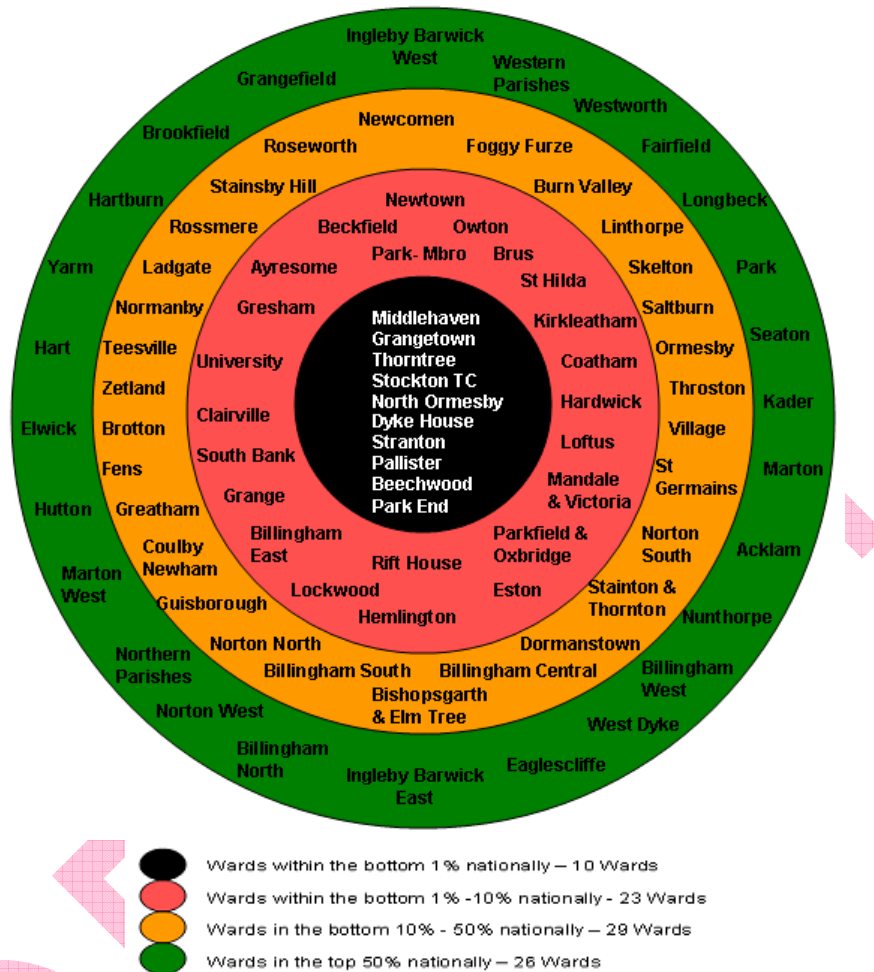 Ingleby Barwick
West
Western
Parishes
Grangefield
Westworth
Brookfield
Fairfield
Hartburn
Longbeck
Yarm
Park
Hart
Seaton
Elwick
Kader
Marton
Hutton
Acklam
Marton
West
Nunthorpe
Northern
Parishes
Billingham
West
Norton West
West Dyke
Billingham
North
Eaglescliffe
Ingleby Barwick
East
Newcomen
Roseworth
Foggy Furze
Stainsby Hill
Burn Valley
Rossmere
Linthorpe
Ladgate
Skelton
Normanby
Saltburn
Teesville
Ormesby
Zetland
Throston
Brotton
Village
Fens
St
Germains
Greatham
Coulby
Newham
Norton
South
Guisborough
Stainton &
Thornton
Norton North
Dormanstown
Billingham South
Billingham Central
Bishopsgarth
& Elm Tree
Newtown
Beckfield
Owton
Park- Mbro
Brus
Ayresome
St Hilda
Gresham
Kirkleatham
University
Coatham
Clairville
Hardwick
South Bank
Loftus
Grange
Mandale
& Victoria
Billingham
East
Parkfield &
Oxbridge
Rift House
Lockwood
Eston
Hemlington
Middlehaven
Grangetown
Thorntree
Stockton TC
North Ormesby
Dyke House
Stranton
Pallister
Beechwood
Park End
Wards within the bottom 1% nationally – 10 Wards
Wards within the bottom 1% -10% nationally - 23 Wards
Wards in the bottom 10% - 50% nationally – 29 Wards
Wards in the top 50% nationally – 26 Wards